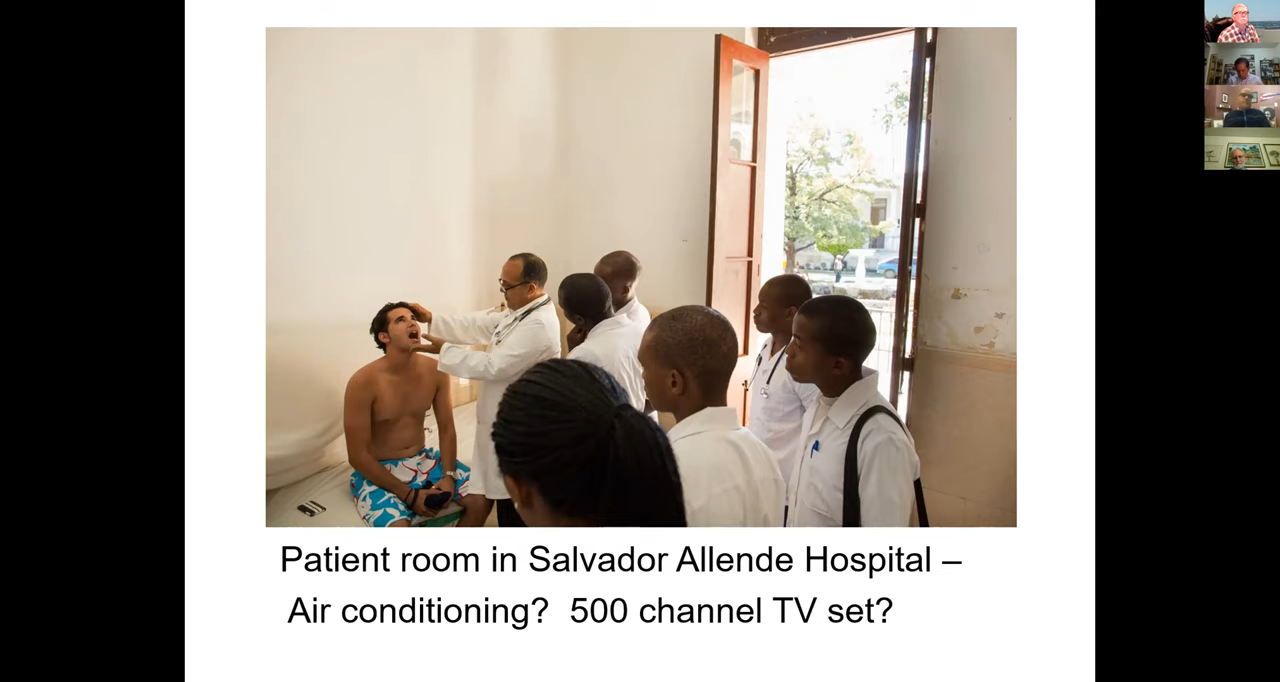 Patient room in Salvador Allende Hospital –
Air conditioning?  500 channel TV set?